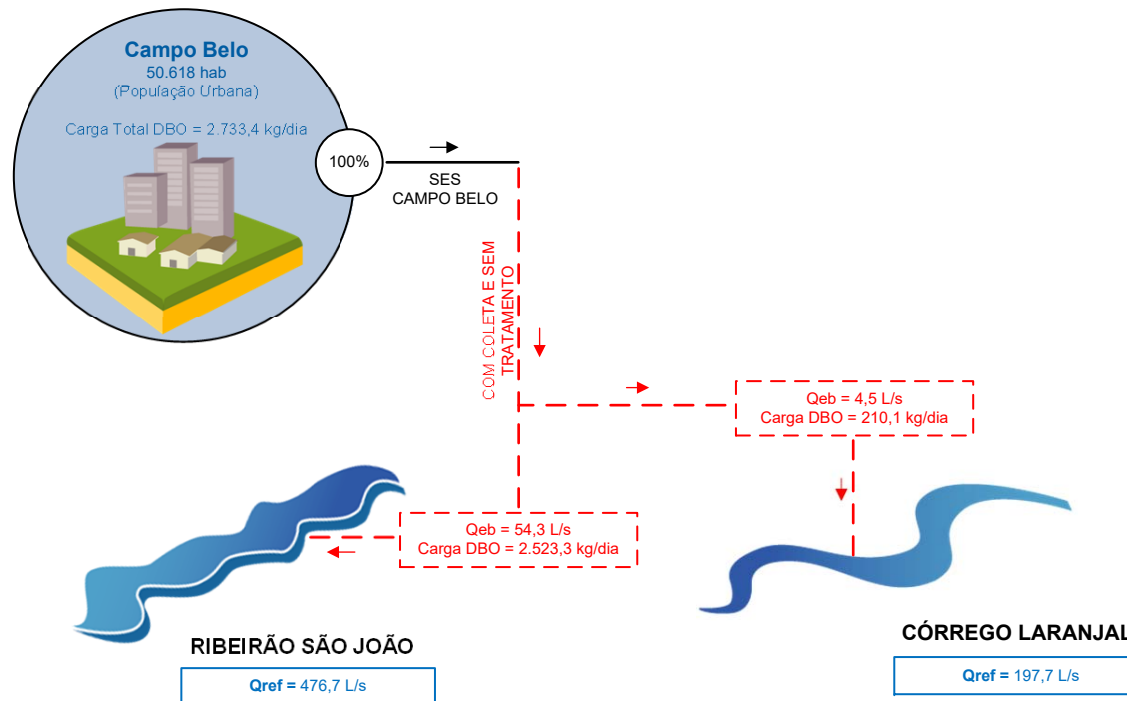 Campo Belo
50.618 hab
(População Urbana)
Carga Total DBO = 2.733,4 kg/dia
100%
SES
CAMPO BELO
COM COLETA E SEM
TRATAMENTO
Qeb = 4,5 L/s
Carga DBO = 210,1 kg/dia
Qeb = 54,3 L/s
Carga DBO = 2.523,3 kg/dia
RIBEIRÃO SÃO JOÃO
Qref = 476,7 L/s
CÓRREGO LARANJAL
Qref = 197,7 L/s